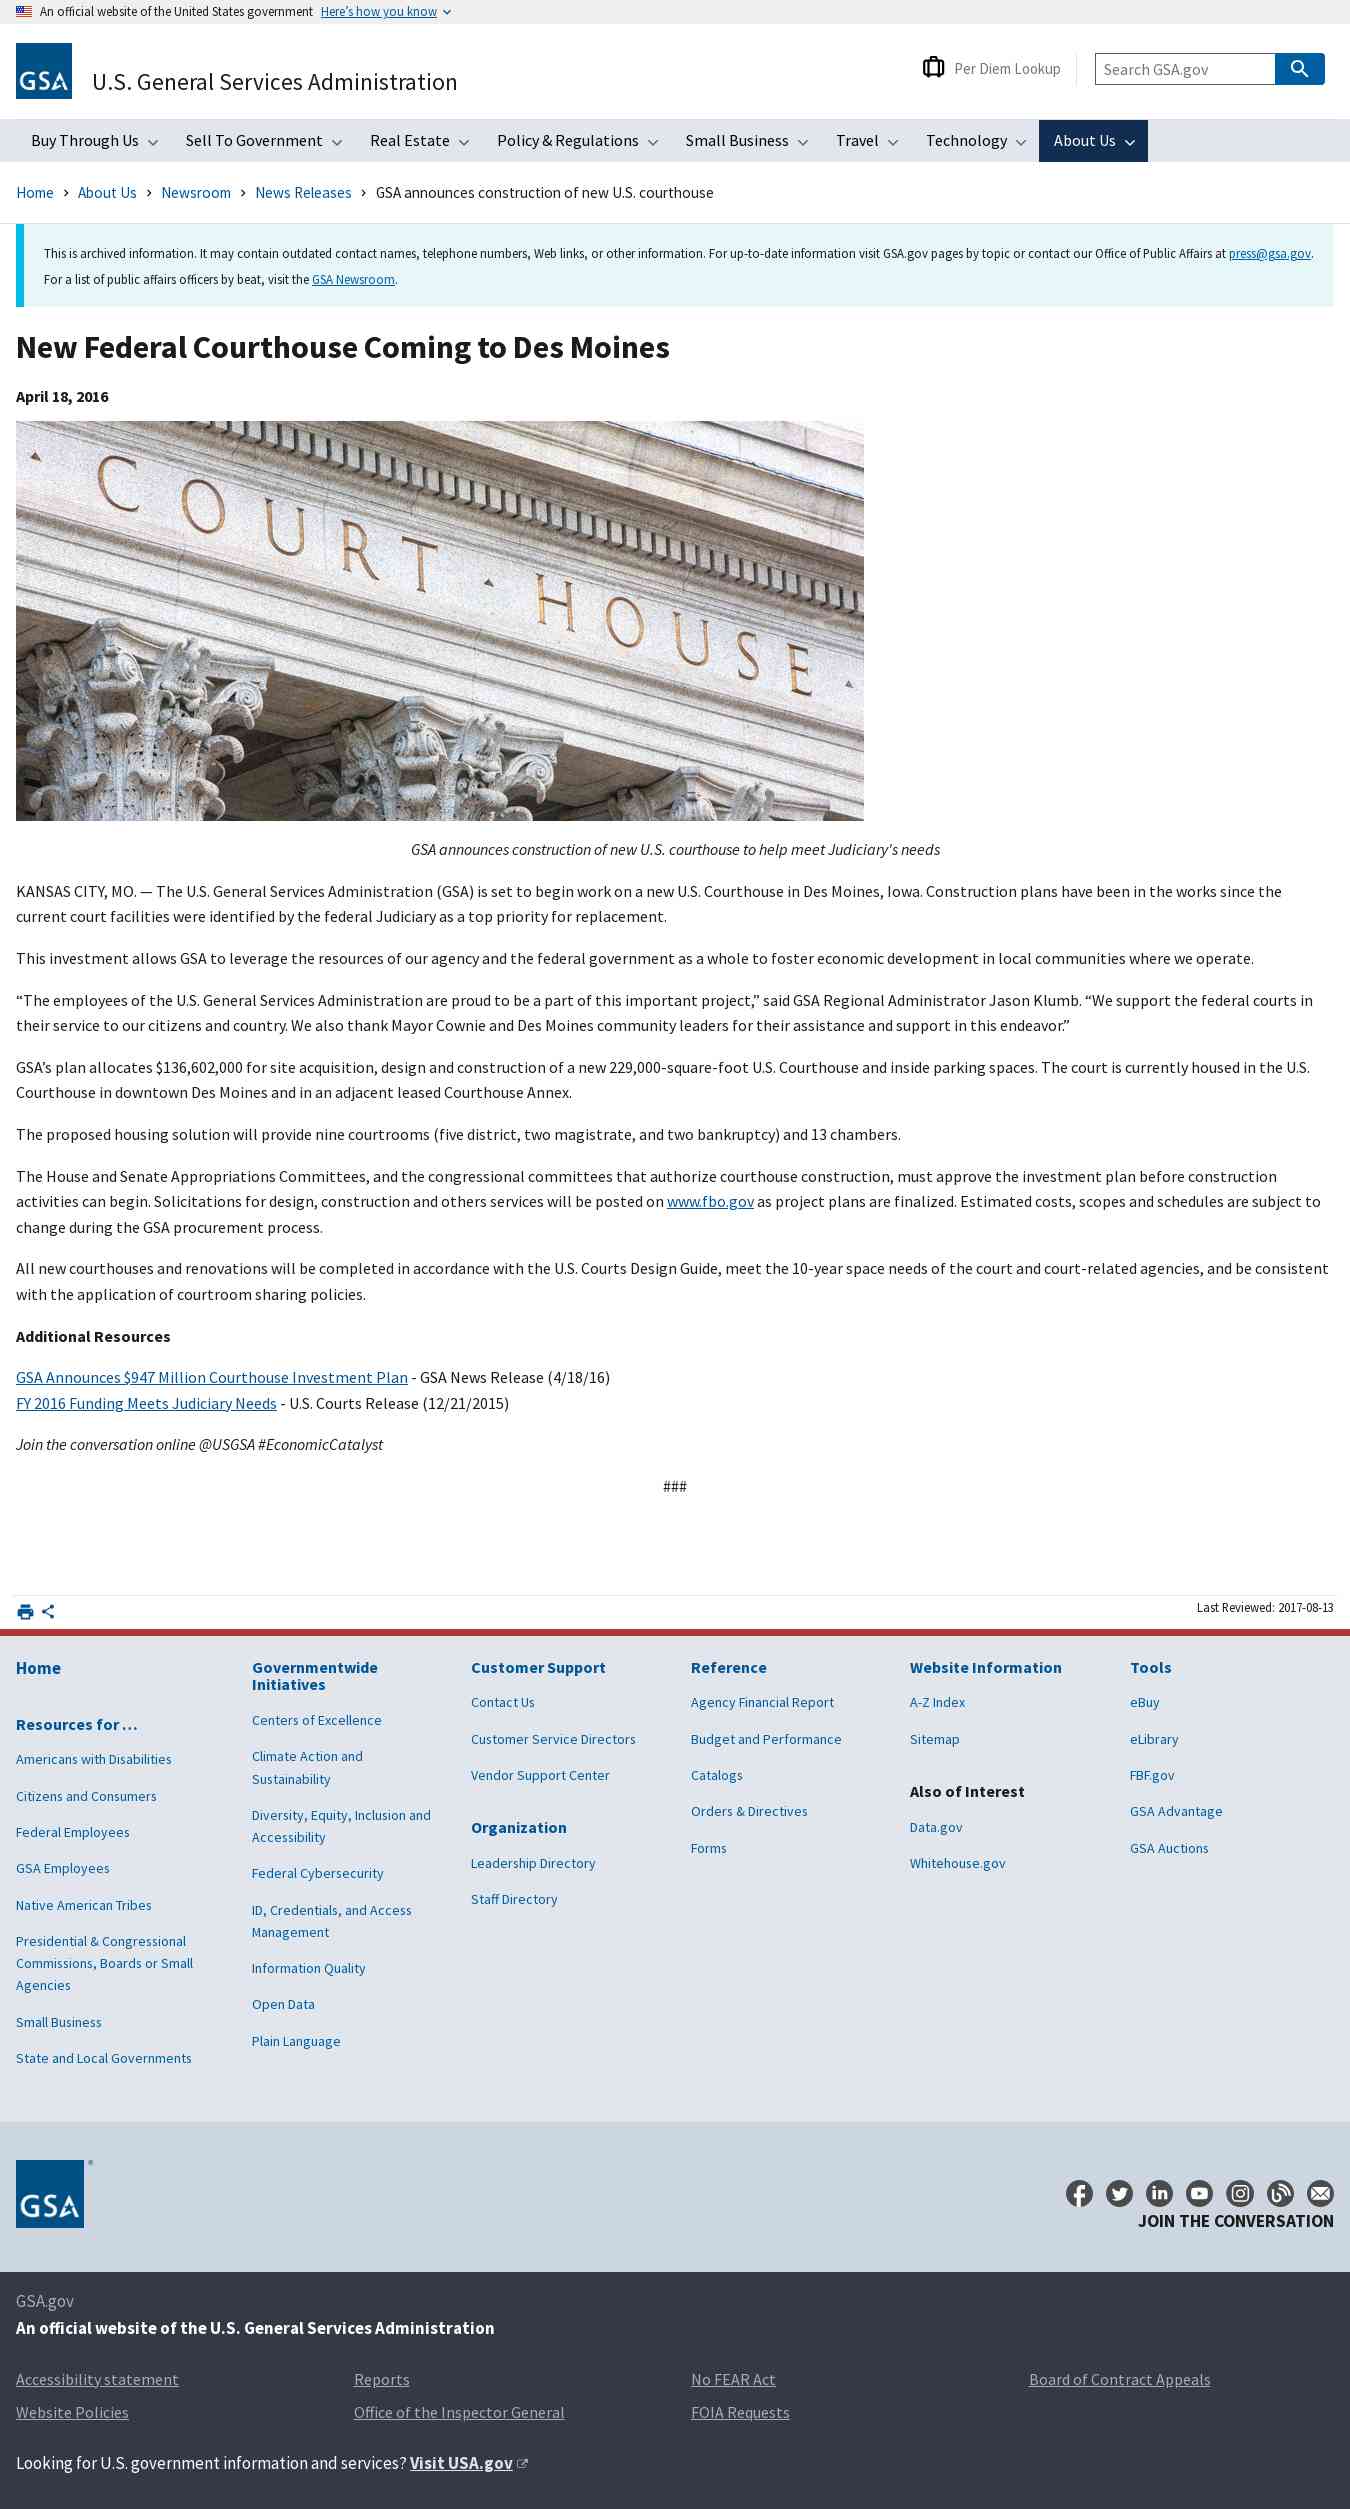 An official website of the United States government Here's how you know
GSA
U.S. General Services Administration
Per Diem Lookup
Search GSA.gov
Buy Through Us Sell To Government Real Estate Policy & Regulations Small Business Travel Technology About Us
Home > About Us > Newsroom > News Releases > GSA announces construction of new U.S. courthouse
This is archived information. It may contain outdated contact names, telephone numbers, Web links, or other information. For up-to-date information visit GSA.gov pages by topic or contact our Office of Public Affairs at press@gsa.gov.
For a list of public affairs officers by beat, visit the GSA Newsroom.
New Federal Courthouse Coming to Des Moines
April 18, 2016
COURT HOUSE
GSA announces construction of new U.S. courthouse to help meet Judiciary's needs
KANSAS CITY, MO. — The U.S. General Services Administration (GSA) is set to begin work on a new U.S. Courthouse in Des Moines, Iowa. Construction plans have been in the works since the
current court facilities were identified by the federal Judiciary as a top priority for replacement.
This investment allows GSA to leverage the resources of our agency and the federal government as a whole to foster economic development in local communities where we operate.
“The employees of the U.S. General Services Administration are proud to be a part of this important project,” said GSA Regional Administrator Jason Klumb. “We support the federal courts in
their service to our citizens and country. We also thank Mayor Cownie and Des Moines community leaders for their assistance and support in this endeavor.”
GSA’s plan allocates $136,602,000 for site acquisition, design and construction of a new 229,000-square-foot U.S. Courthouse and inside parking spaces. The court is currently housed in the U.S.
Courthouse in downtown Des Moines and in an adjacent leased Courthouse Annex.
The proposed housing solution will provide nine courtrooms (five district, two magistrate, and two bankruptcy) and 13 chambers.
The House and Senate Appropriations Committees, and the congressional committees that authorize courthouse construction, must approve the investment plan before construction
activities can begin. Solicitations for design, construction and others services will be posted on www.fbo.gov as project plans are finalized. Estimated costs, scopes and schedules are subject to
change during the GSA procurement process.
All new courthouses and renovations will be completed in accordance with the U.S. Courts Design Guide, meet the 10-year space needs of the court and court-related agencies, and be consistent
with the application of courtroom sharing policies.
Additional Resources
GSA Announces $947 Million Courthouse Investment Plan - GSA News Release (4/18/16)
FY 2016 Funding Meets Judiciary Needs - U.S. Courts Release (12/21/2015)
Join the conversation online @USGSA #EconomicCatalyst
###
Last Reviewed: 2017-08-13
Home
Resources for …
Americans with Disabilities
Citizens and Consumers
Federal Employees
GSA Employees
Native American Tribes
Presidential & Congressional
Commissions, Boards or Small
Agencies
Small Business
State and Local Governments
Governmentwide
Initiatives
Centers of Excellence
Climate Action and
Sustainability
Diversity, Equity, Inclusion and
Accessibility
Federal Cybersecurity
ID, Credentials, and Access
Management
Information Quality
Open Data
Plain Language
Customer Support
Contact Us
Customer Service Directors
Vendor Support Center
Organization
Leadership Directory
Staff Directory
Reference
Agency Financial Report
Budget and Performance
Catalogs
Orders & Directives
Forms
Website Information
A-Z Index
Sitemap
Also of Interest
Data.gov
Whitehouse.gov
Tools
eBuy
eLibrary
FBF.gov
GSA Advantage
GSA Auctions
GSA
JOIN THE CONVERSATION
GSA.gov
An official website of the U.S. General Services Administration
Accessibility statement Reports No FEAR Act Board of Contract Appeals
Website Policies Office of the Inspector General FOIA Requests
Looking for U.S. government information and services? Visit USA.gov